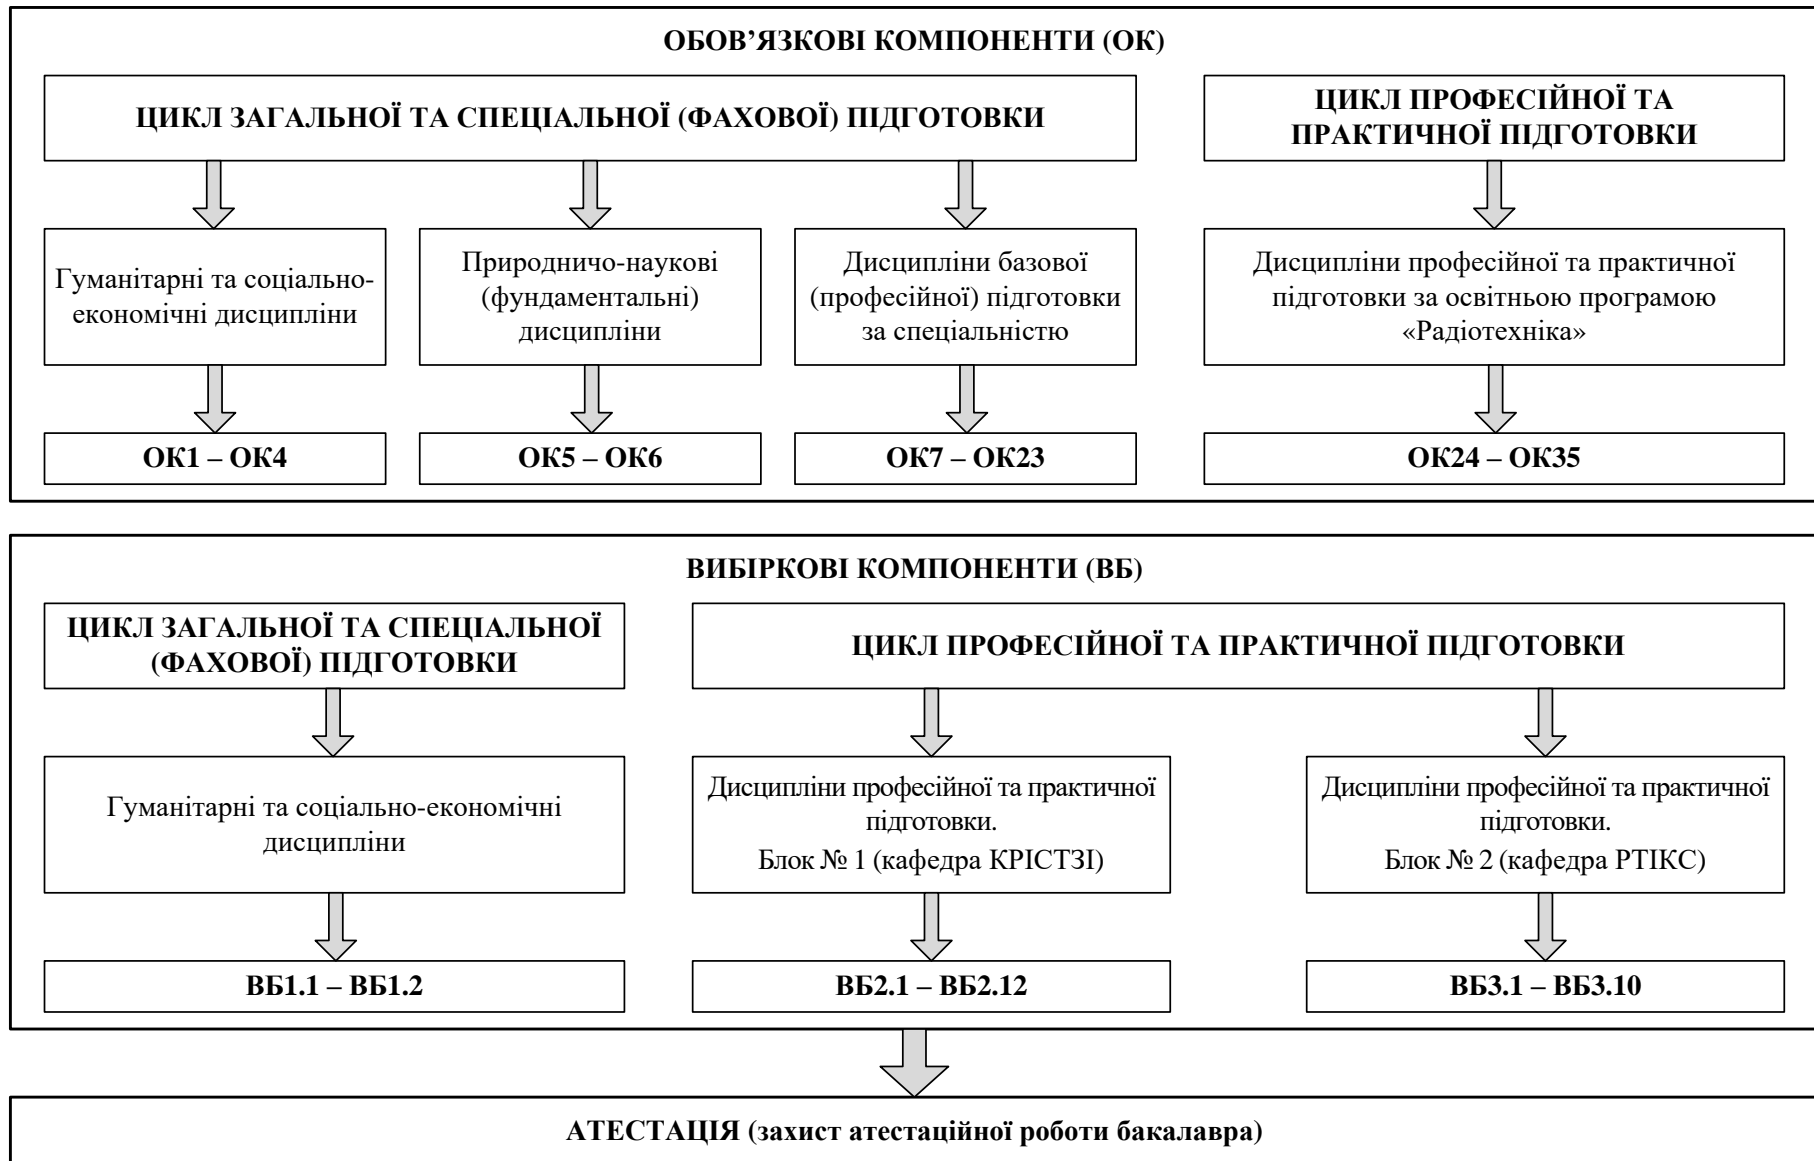 ОБОВ’ЯЗКОВІ КОМПОНЕНТИ (ОК)
ЦИКЛ ЗАГАЛЬНОЇ ТА СПЕЦІАЛЬНОЇ (ФАХОВОЇ) ПІДГОТОВКИ
ЦИКЛ ПРОФЕСІЙНОЇ ТА
ПРАКТИЧНОЇ ПІДГОТОВКИ
Гуманітарні та соціально-
економічні дисципліни
Природничо-наукові
(фундаментальні)
дисципліни
Дисципліни базової
(професійної) підготовки
за спеціальністю
Дисципліни професійної та практичної
підготовки за освітньою програмою
«Радіотехніка»
ОК1 – ОК4
ОК5 – ОК6
ОК7 – ОК23
ОК24 – ОК35
ВИБІРКОВІ КОМПОНЕНТИ (ВБ)
ЦИКЛ ЗАГАЛЬНОЇ ТА СПЕЦІАЛЬНОЇ
(ФАХОВОЇ) ПІДГОТОВКИ
ЦИКЛ ПРОФЕСІЙНОЇ ТА ПРАКТИЧНОЇ ПІДГОТОВКИ
Гуманітарні та соціально-економічні
дисципліни
Дисципліни професійної та практичної
підготовки.
Блок № 1 (кафедра КРІСТЗІ)
Дисципліни професійної та практичної
підготовки.
Блок № 2 (кафедра РТІКС)
ВБ1.1 – ВБ1.2
ВБ2.1 – ВБ2.12
ВБ3.1 – ВБ3.10
АТЕСТАЦІЯ (захист атестаційної роботи бакалавра)